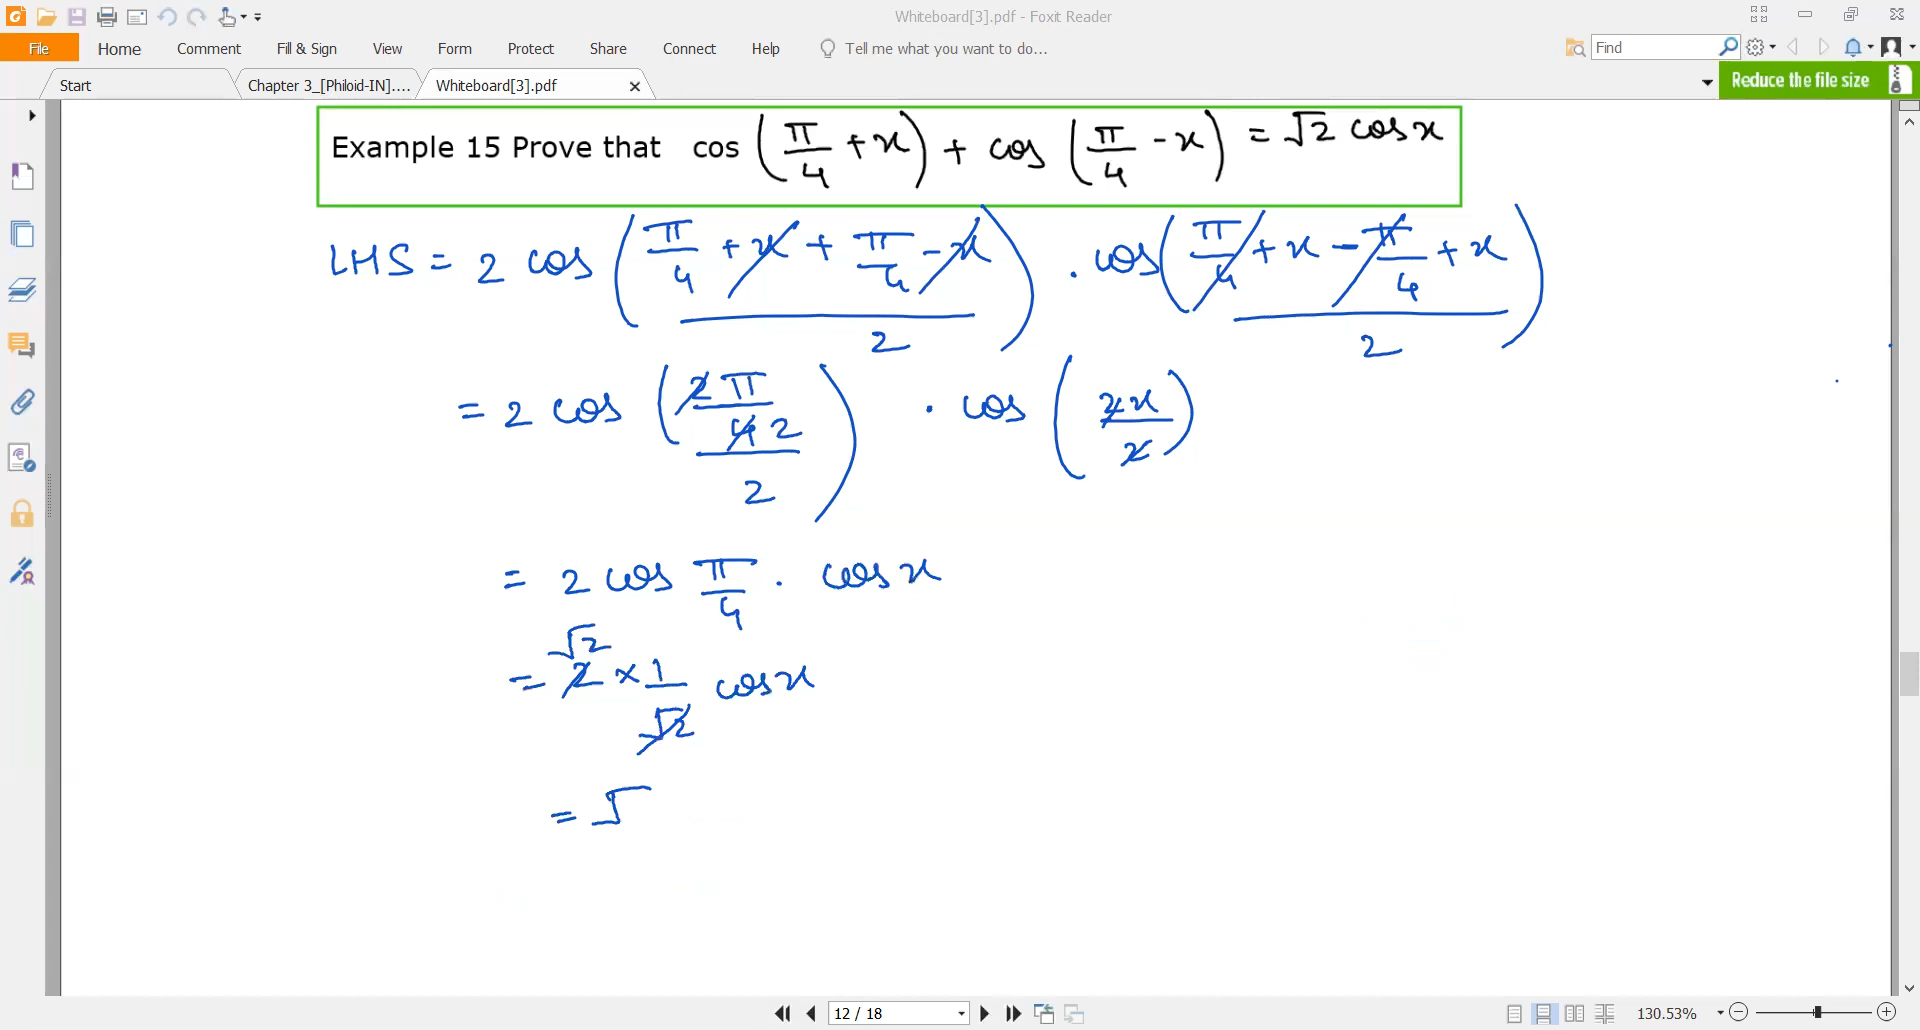 Whiteboard[3].pdf - Foxit Reader
File Home Comment Fill & Sign View Form Protect Share Connect Help Tell me what you want to do... Find
Start Chapter 3_[Philoid-IN].... Whiteboard[3].pdf Reduce the file size
Example 15 Prove that cos (π/4 + x) + cos (π/4 - x) = √2 cos x
LHS = 2 cos ((π/4 + x + π/4 - x)/2) . cos ((π/4 + x - π/4 + x)/2)
= 2 cos ((2π/4 2)/2) . cos (2x/2)
= 2 cos π/4 . cos x
√2
= 2 × 1/√2 cos x
= √
12 / 18 130.53%